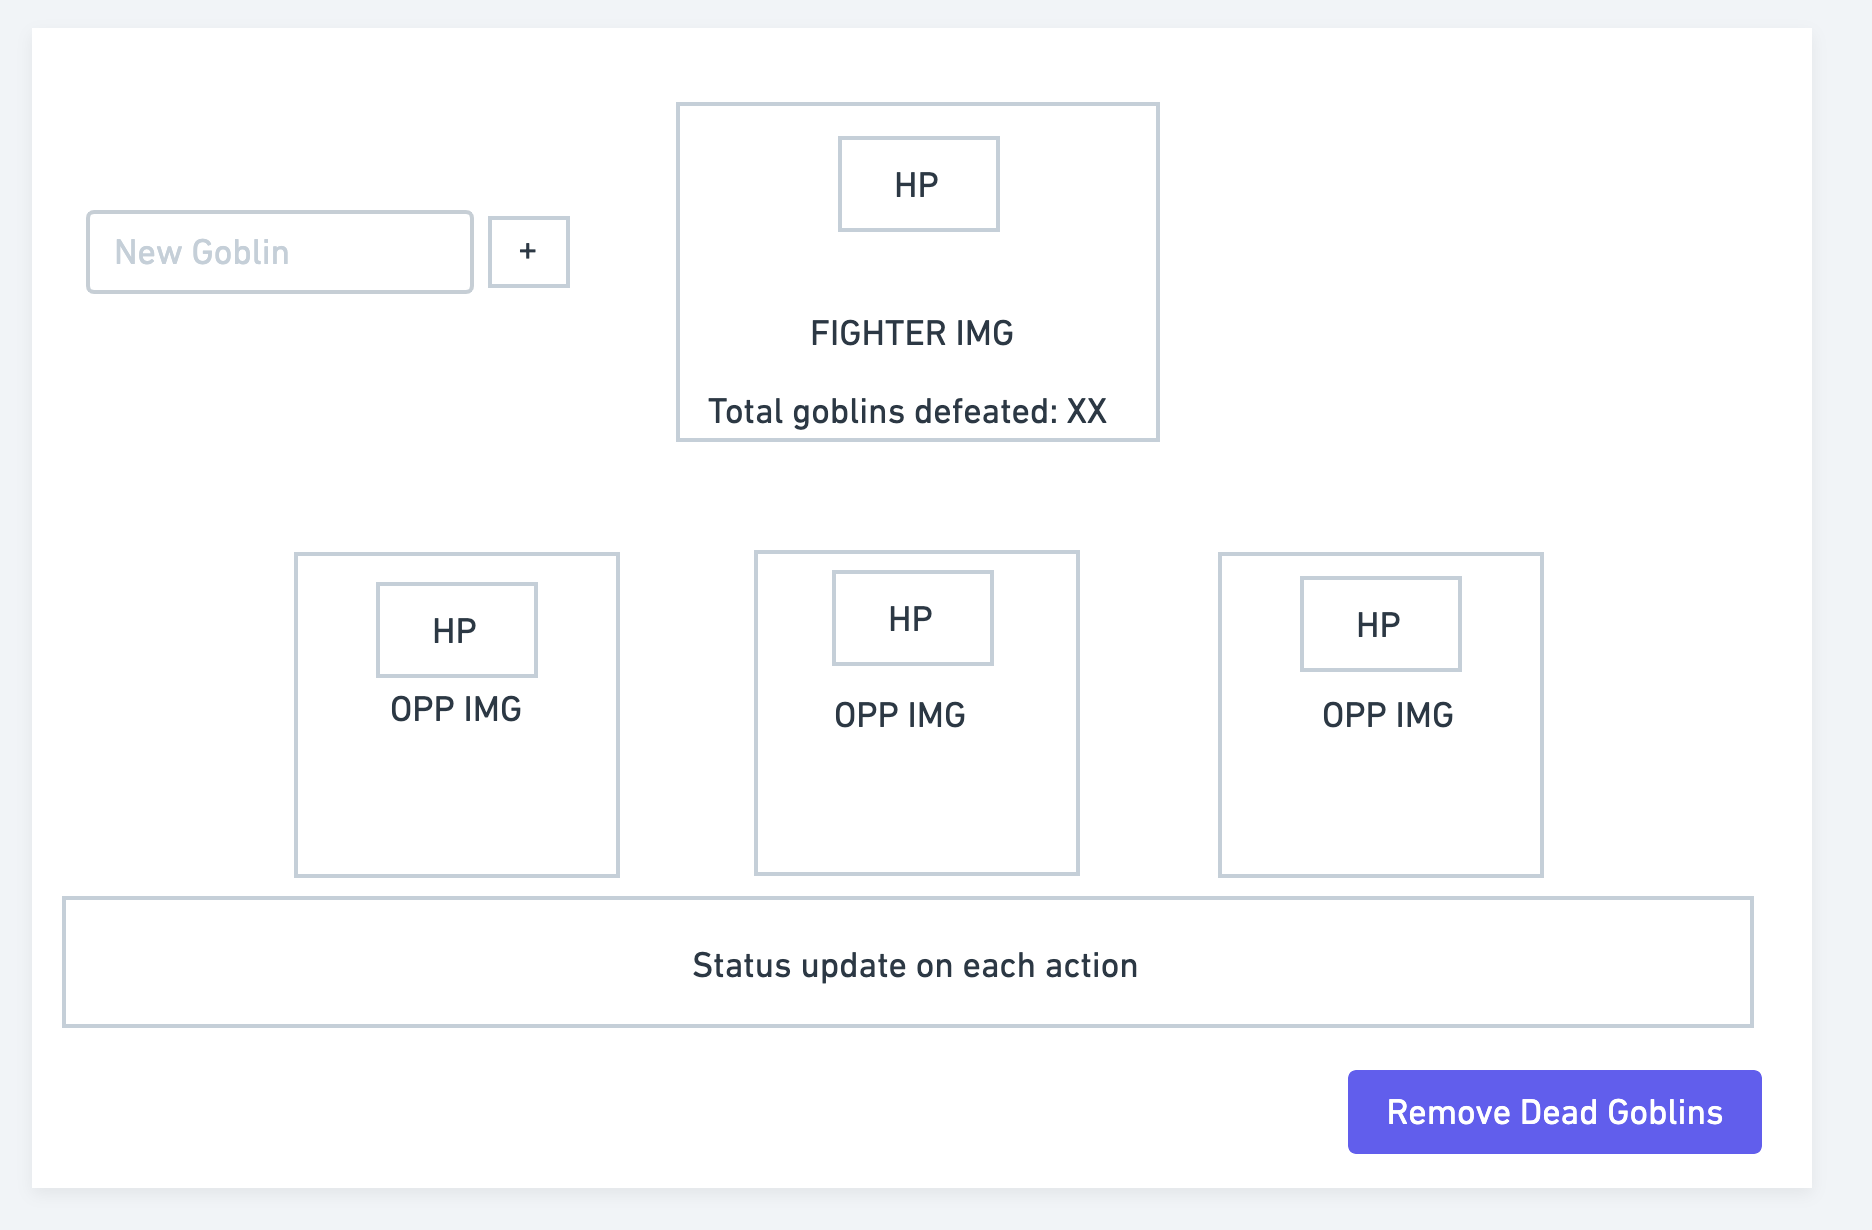 HP
New Goblin
+
FIGHTER IMG
Total goblins defeated: XX
HP
HP
HP
OPP IMG
OPP IMG
OPP IMG
Status update on each action
Remove Dead Goblins